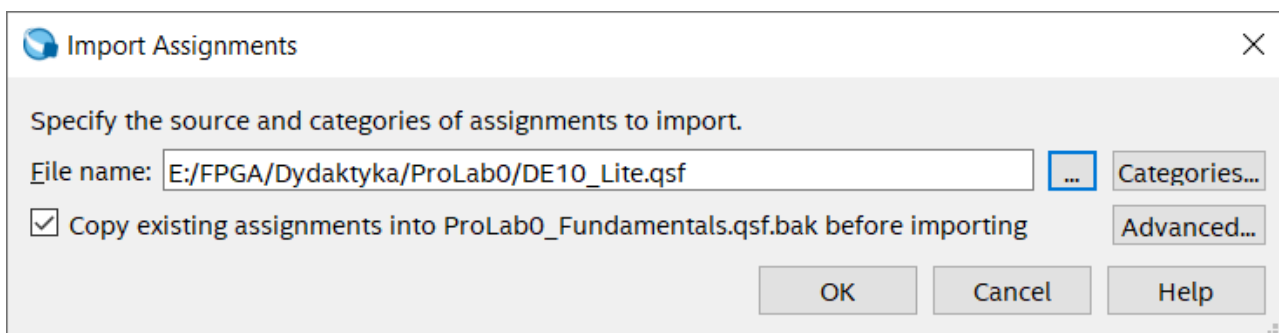 Import Assignments
Specify the source and categories of assignments to import.
File name: E:/FPGA/Dydaktyka/ProLab0/DE10_Lite.qsf ... Categories...
Copy existing assignments into ProLab0_Fundamentals.qsf.bak before importing Advanced...
OK Cancel Help